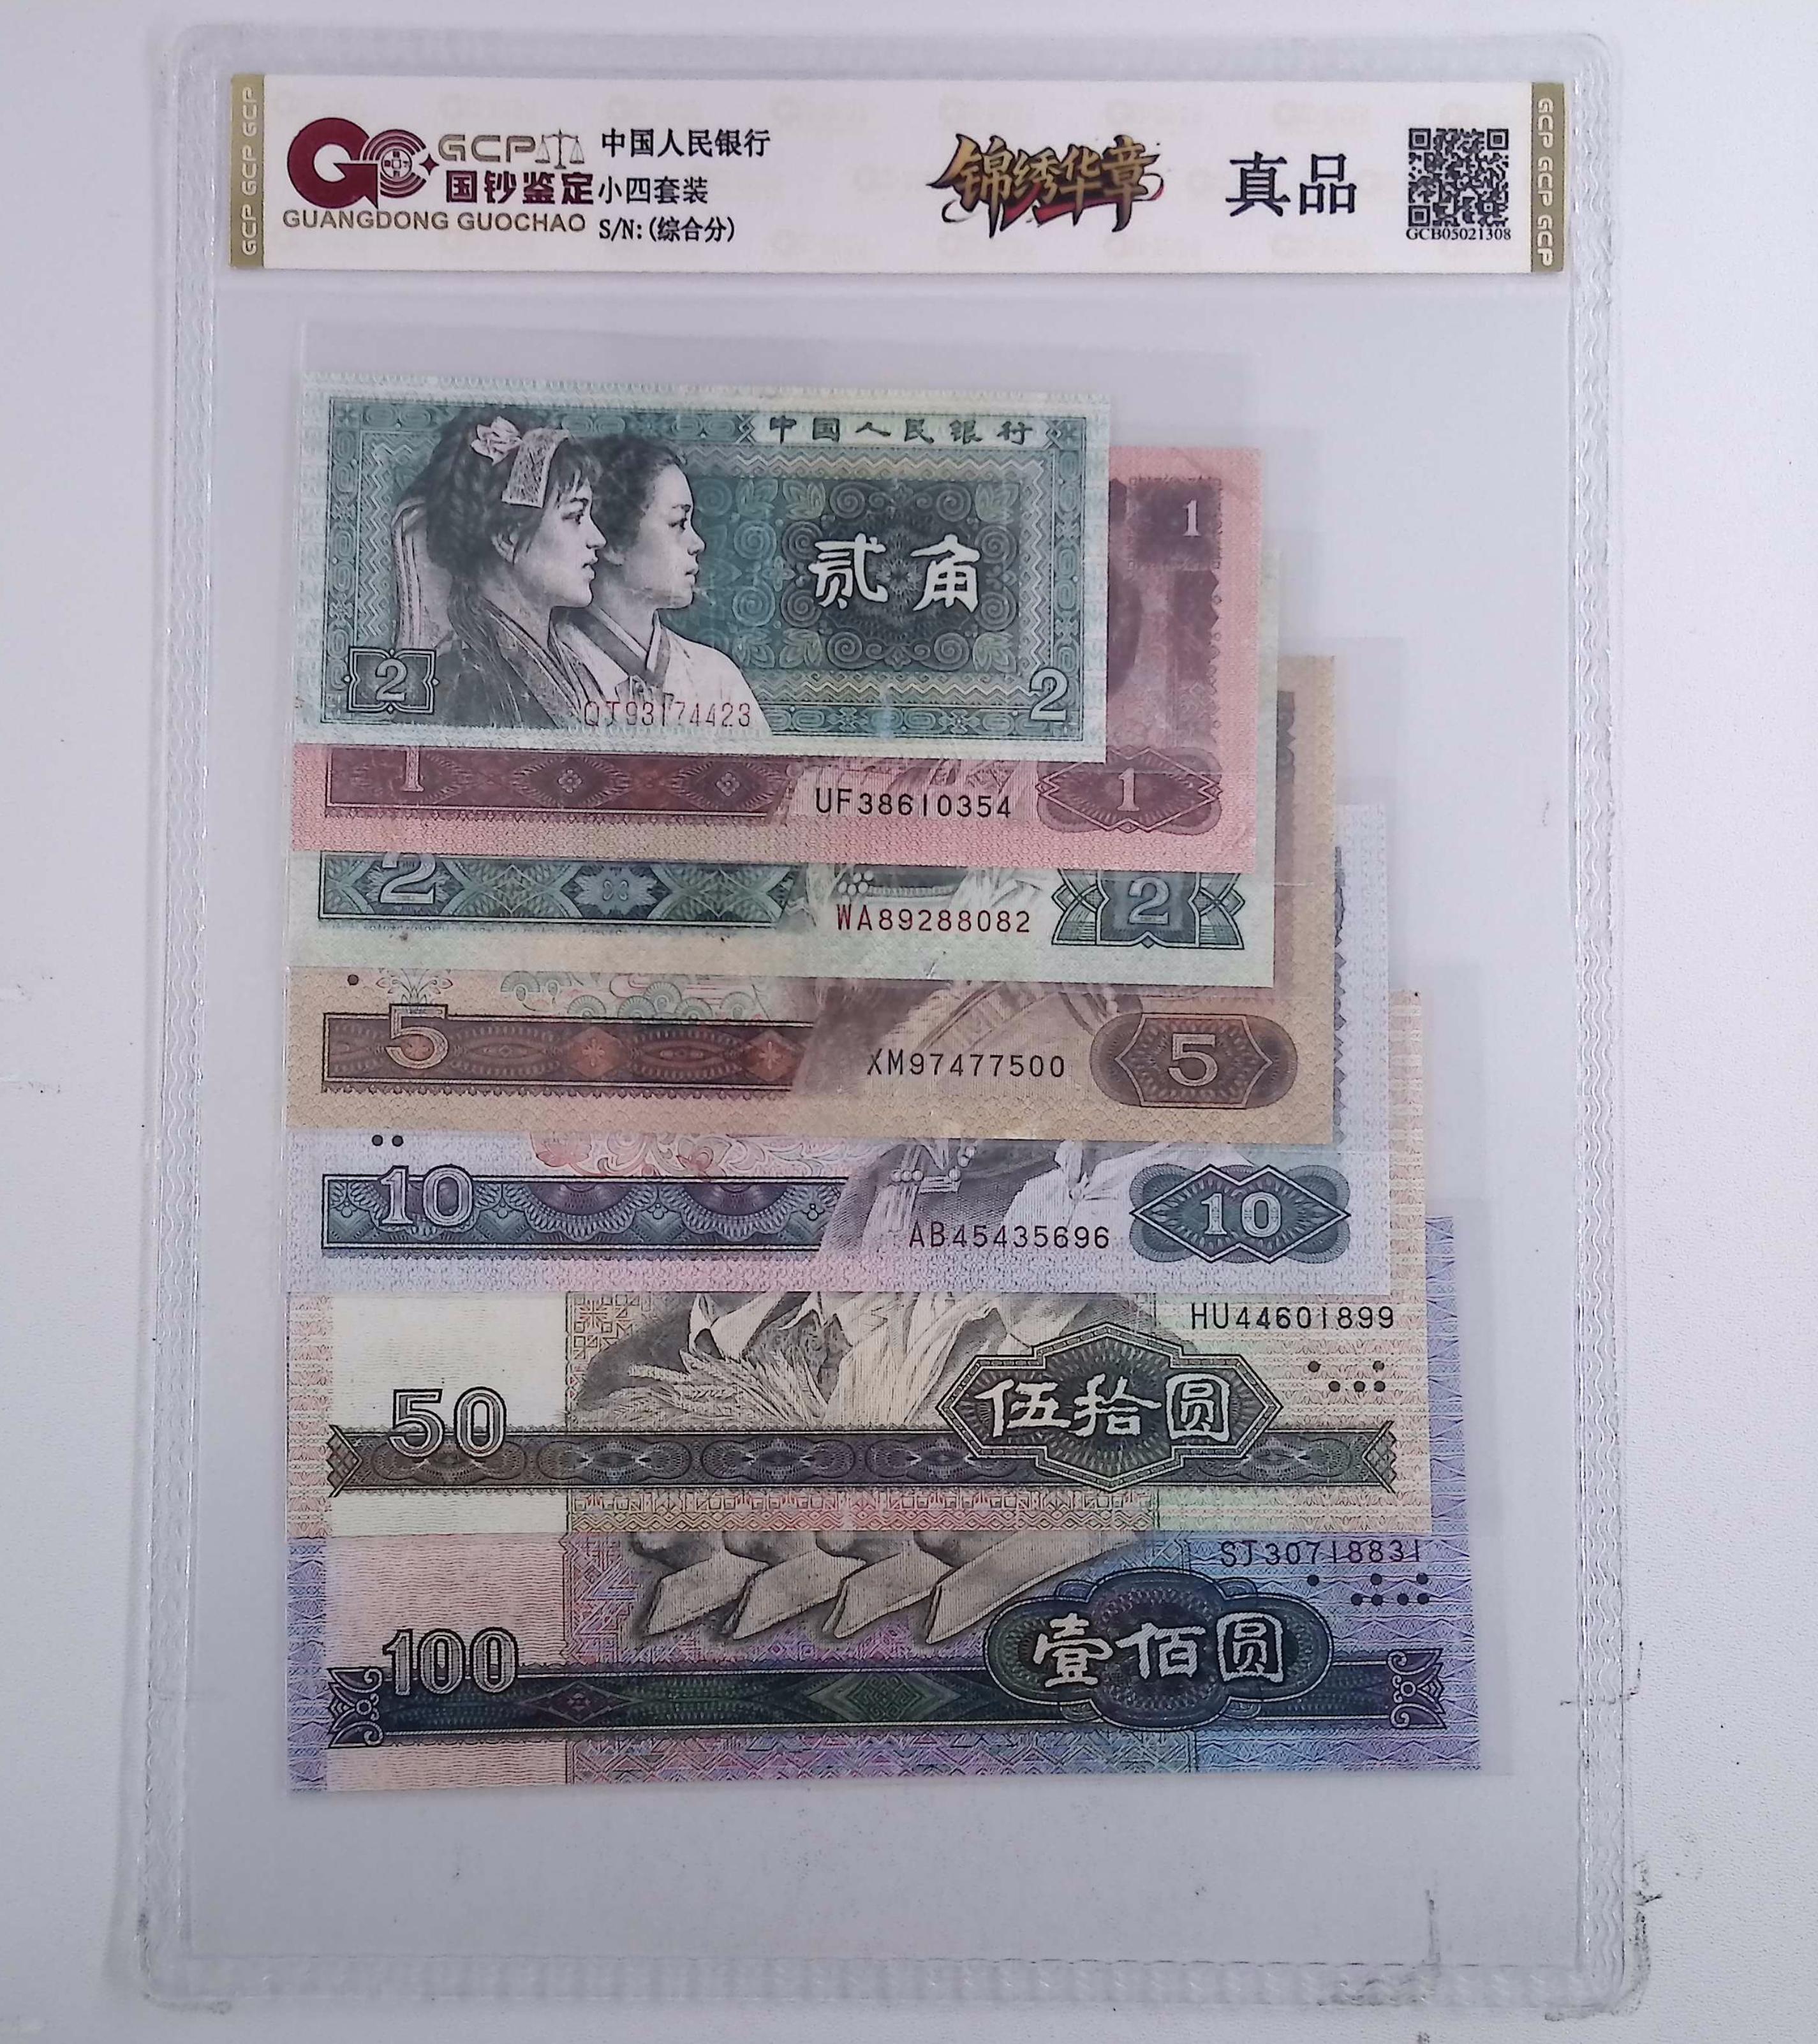 GCP GCP GCP
GCP
国钞鉴定
GUANGDONG GUOCHAO
中国人民银行
小四套装
S/N:(综合分)
锦绣华章
真品
GCB05021308
GCP GCP GCP
中国人民银行
贰角
2
2
QJ93174423
1
1
UF38610354
1
2
WA89288082
2
5
XM97477500
5
10
AB45435696
10
HU44601899
50
伍拾圆
SJ30718831
100
壹佰圆